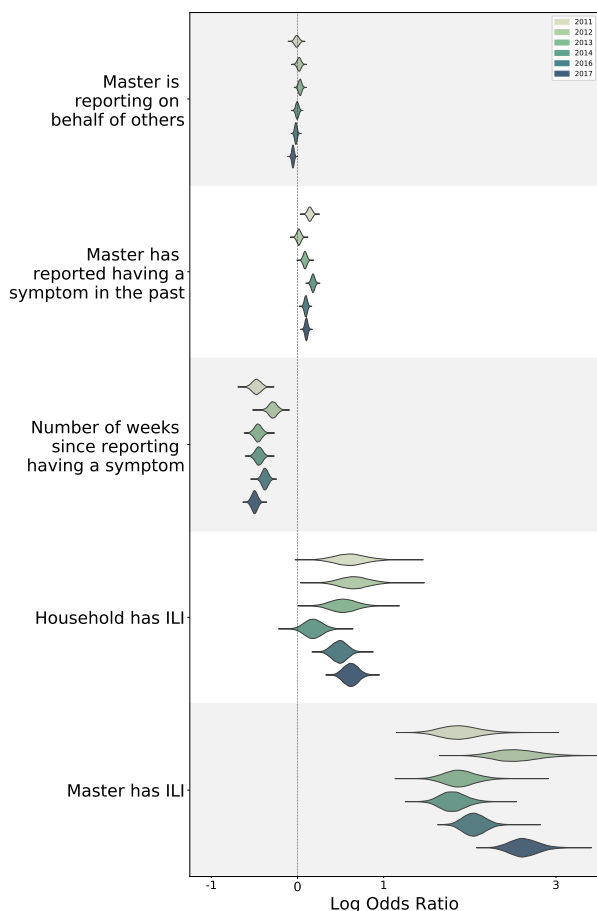 2011
2012
2013
2014
2016
2017
Master is
reporting on
behalf of others
Master has
reported having a
symptom in the past
Number of weeks
since reporting
having a symptom
Household has ILI
Master has ILI
-1 0 1 3
Log Odds Ratio